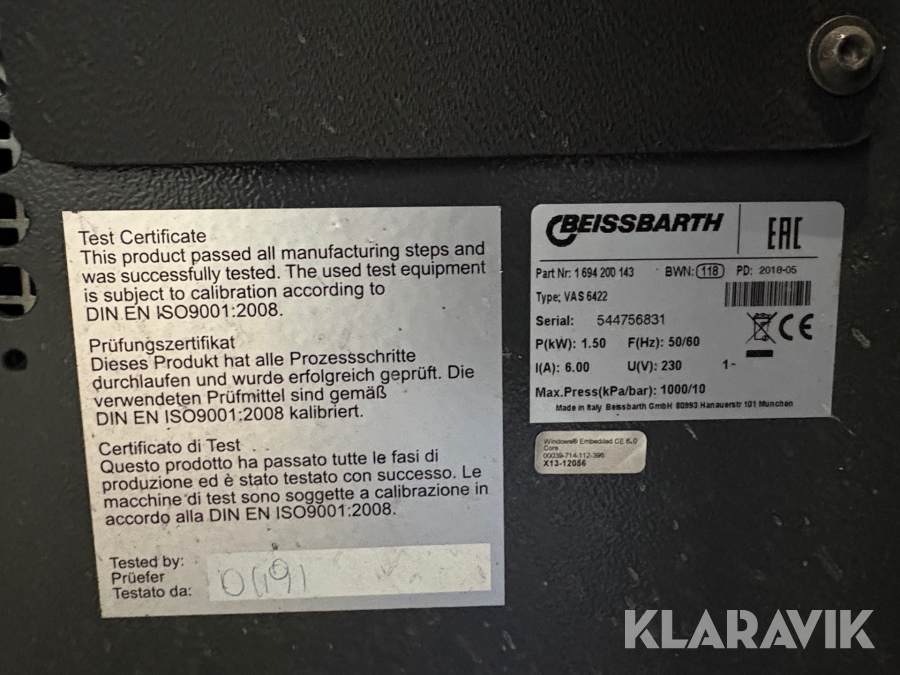 Test Certificate
This product passed all manufacturing steps and
was successfully tested. The used test equipment
is subject to calibration according to
DIN EN ISO9001:2008.
Prüfungszertifikat
Dieses Produkt hat alle Prozessschritte
durchlaufen und wurde erfolgreich geprüft. Die
verwendeten Prüfmittel sind gemäß
DIN EN ISO9001:2008 kalibriert.
Certificato di Test
Questo prodotto ha passato tutte le fasi di
produzione ed è stato testato con successo. Le
macchine di test sono soggette a calibrazione in
accordo alla DIN EN ISO9001:2008.
Tested by:
Prüefer
Testato da:
BEISSBARTH
EAC
Part Nr: 1 694 200 143 BWN: 118 PD: 2018-05
Type: VAS 6422
Serial: 544756831
CE
P(kW): 1.50 F(Hz): 50/60
I(A): 6.00 U(V): 230 1~
Max.Press(kPa/bar): 1000/10
Made in Italy Beissbarth GmbH 80993 Hanauerstr 101 Munchen
Windows® Embedded CE 6.0
Core
00039-714-112-396
X13-12056
KLARAVIK